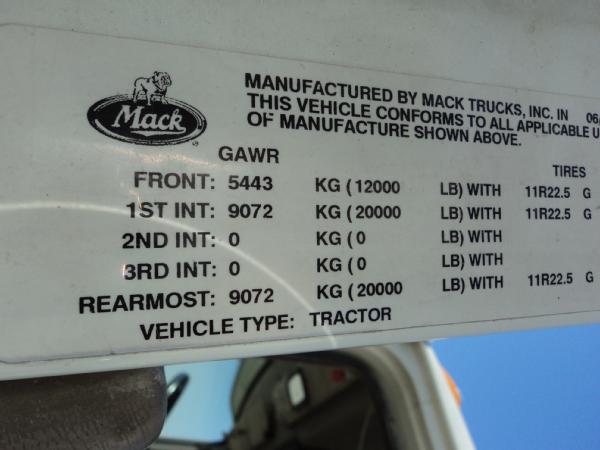 Mack
MANUFACTURED BY MACK TRUCKS, INC. IN 06
THIS VEHICLE CONFORMS TO ALL APPLICABLE U
OF MANUFACTURE SHOWN ABOVE.
GAWR TIRES
FRONT: 5443 KG ( 12000 LB) WITH 11R22.5 G
1ST INT: 9072 KG ( 20000 LB) WITH 11R22.5 G
2ND INT: 0 KG ( 0 LB) WITH
3RD INT: 0 KG ( 0 LB) WITH
REARMOST: 9072 KG ( 20000 LB) WITH 11R22.5 G
VEHICLE TYPE: TRACTOR